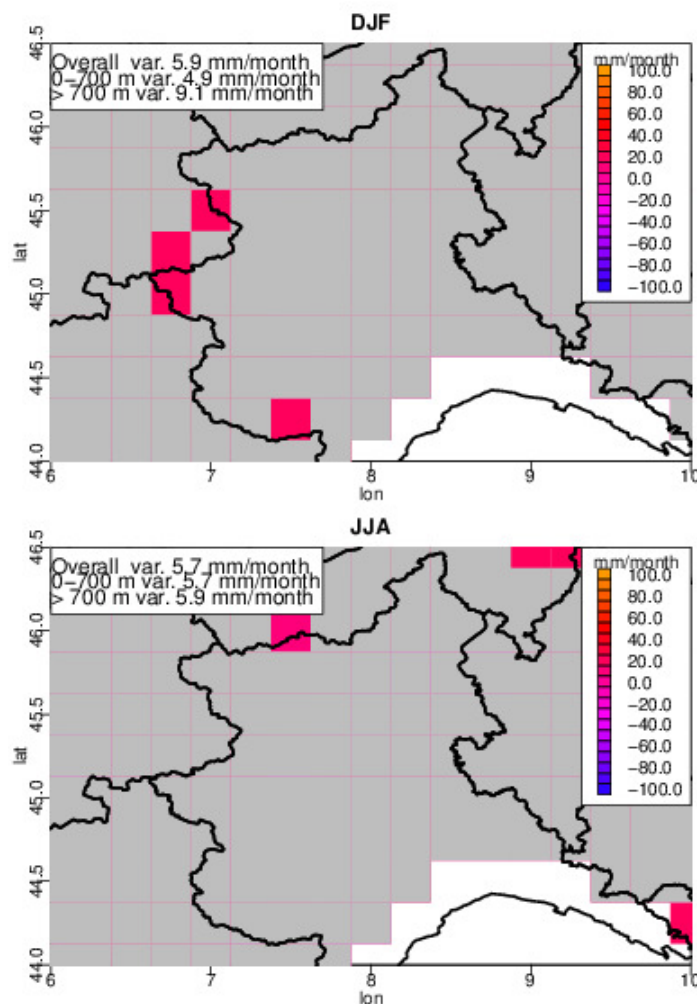 DJF
Overall var. 5.9 mm/month
0−700 m var. 4.9 mm/month
> 700 m var. 9.1 mm/month
mm/month
100.0
80.0
60.0
40.0
20.0
0.0
−20.0
−40.0
−60.0
−80.0
−100.0
lat
46.5
46.0
45.5
45.0
44.5
44.0
6 7 8 9 10
lon
JJA
Overall var. 5.7 mm/month
0−700 m var. 5.7 mm/month
> 700 m var. 5.9 mm/month
mm/month
100.0
80.0
60.0
40.0
20.0
0.0
−20.0
−40.0
−60.0
−80.0
−100.0
lat
46.5
46.0
45.5
45.0
44.5
44.0
6 7 8 9 10
lon